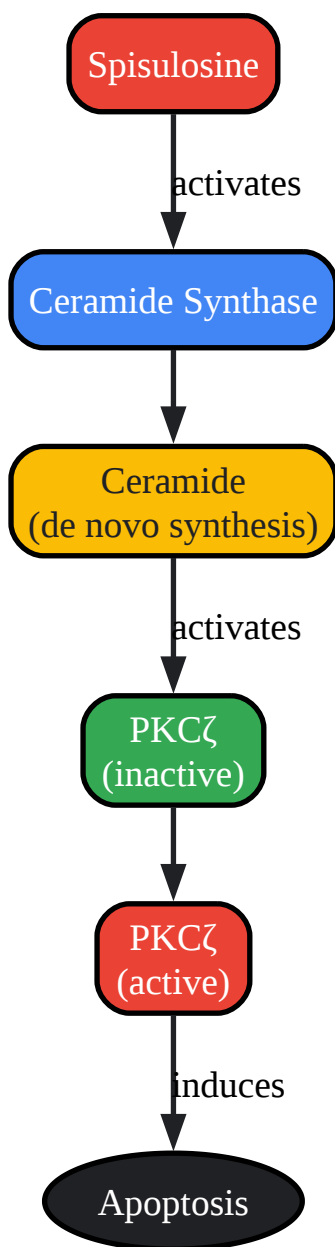 Spisulosine
activates
Ceramide Synthase
Ceramide
(de novo synthesis)
activates
PKCζ
(inactive)
PKCζ
(active)
induces
Apoptosis